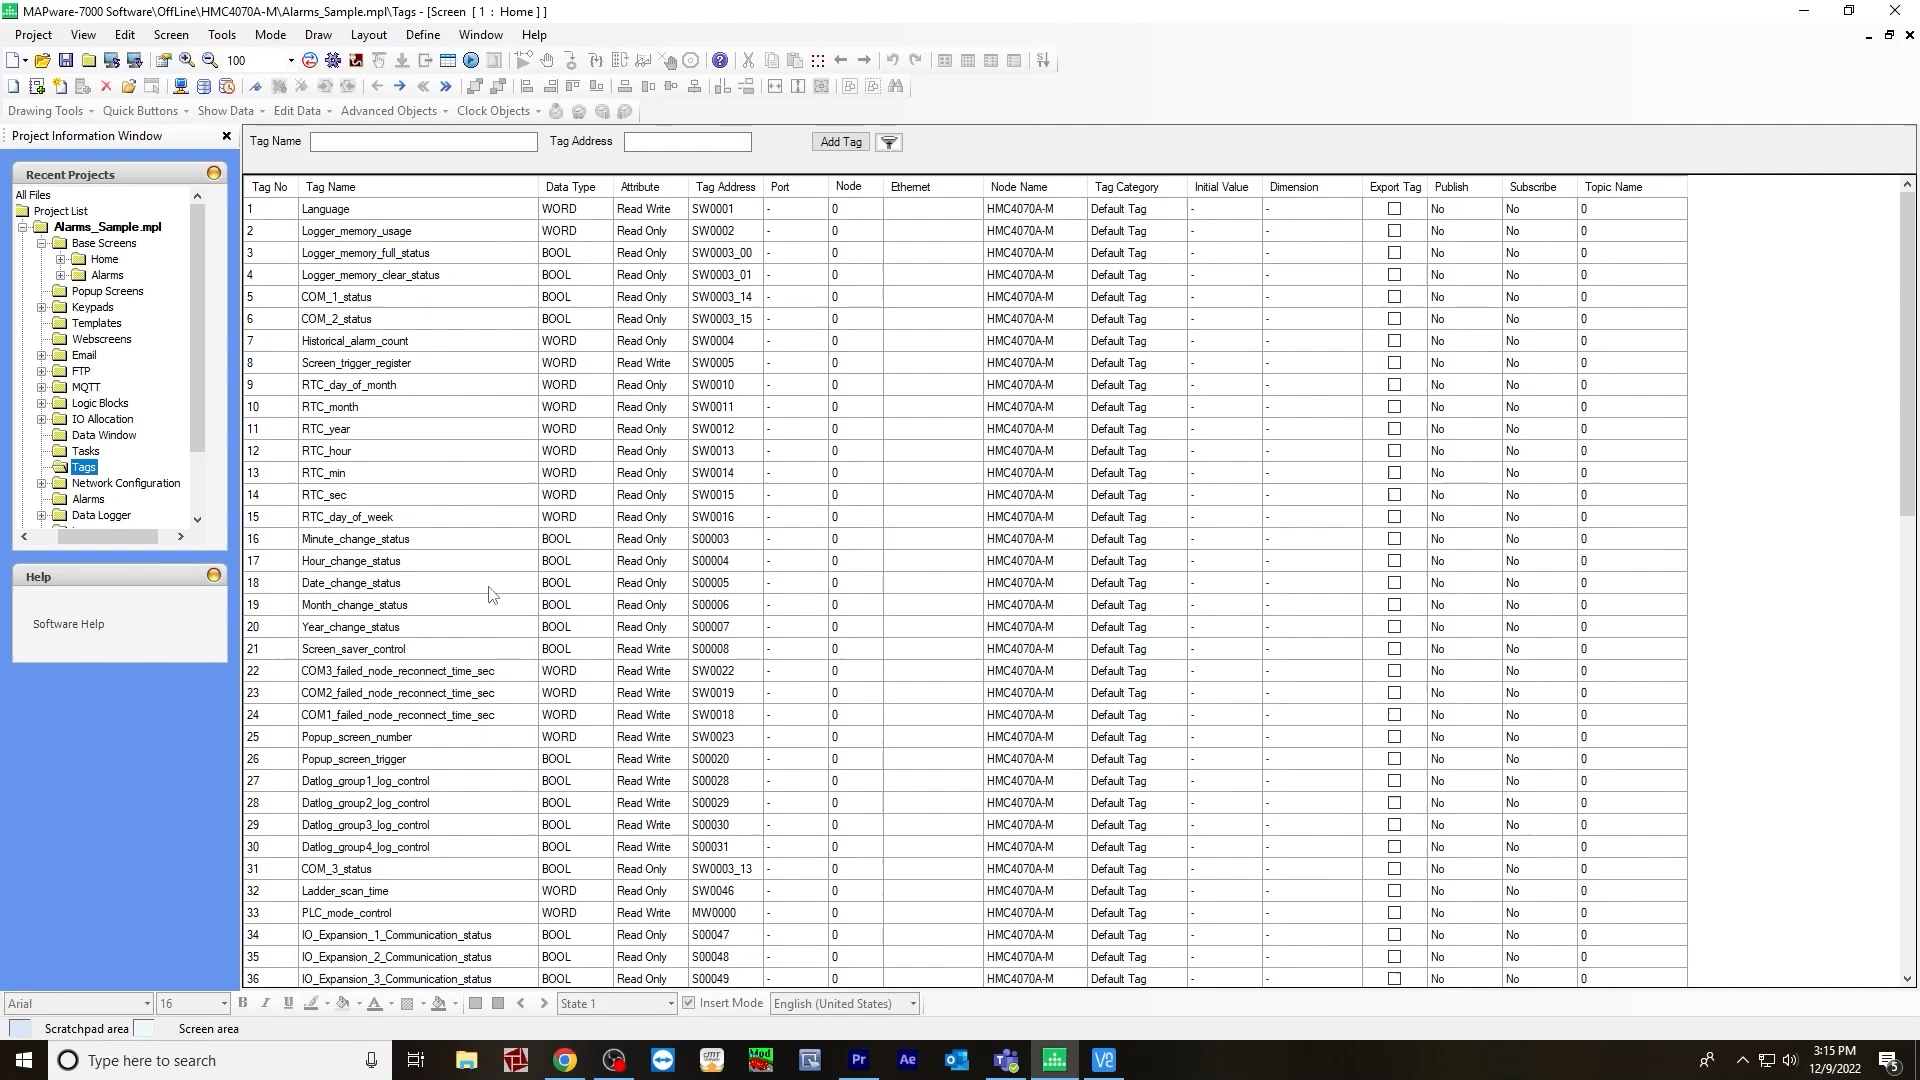 MAPware-7000 Software\OffLine\HMC4070A-M\Alarms_Sample.mpl\Tags - [Screen [ 1 : Home ] ]
Project View Edit Screen Tools Mode Draw Layout Define Window Help
100
Drawing Tools Quick Buttons Show Data Edit Data Advanced Objects Clock Objects
Project Information Window
Tag Name Tag Address Add Tag
Recent Projects
All Files
Project List
Alarms_Sample.mpl
Base Screens
Home
Alarms
Popup Screens
Keypads
Templates
Webscreens
Email
FTP
MQTT
Logic Blocks
IO Allocation
Data Window
Tasks
Tags
Network Configuration
Alarms
Data Logger
Help
Software Help
Tag No Tag Name Data Type Attribute Tag Address Port Node Ethernet Node Name Tag Category Initial Value Dimension Export Tag Publish Subscribe Topic Name
1 Language WORD Read Write SW0001 - 0 HMC4070A-M Default Tag - - No No 0
2 Logger_memory_usage WORD Read Only SW0002 - 0 HMC4070A-M Default Tag - - No No 0
3 Logger_memory_full_status BOOL Read Only SW0003_00 - 0 HMC4070A-M Default Tag - - No No 0
4 Logger_memory_clear_status BOOL Read Only SW0003_01 - 0 HMC4070A-M Default Tag - - No No 0
5 COM_1_status BOOL Read Only SW0003_14 - 0 HMC4070A-M Default Tag - - No No 0
6 COM_2_status BOOL Read Only SW0003_15 - 0 HMC4070A-M Default Tag - - No No 0
7 Historical_alarm_count WORD Read Only SW0004 - 0 HMC4070A-M Default Tag - - No No 0
8 Screen_trigger_register WORD Read Write SW0005 - 0 HMC4070A-M Default Tag - - No No 0
9 RTC_day_of_month WORD Read Only SW0010 - 0 HMC4070A-M Default Tag - - No No 0
10 RTC_month WORD Read Only SW0011 - 0 HMC4070A-M Default Tag - - No No 0
11 RTC_year WORD Read Only SW0012 - 0 HMC4070A-M Default Tag - - No No 0
12 RTC_hour WORD Read Only SW0013 - 0 HMC4070A-M Default Tag - - No No 0
13 RTC_min WORD Read Only SW0014 - 0 HMC4070A-M Default Tag - - No No 0
14 RTC_sec WORD Read Only SW0015 - 0 HMC4070A-M Default Tag - - No No 0
15 RTC_day_of_week WORD Read Only SW0016 - 0 HMC4070A-M Default Tag - - No No 0
16 Minute_change_status BOOL Read Only S00003 - 0 HMC4070A-M Default Tag - - No No 0
17 Hour_change_status BOOL Read Only S00004 - 0 HMC4070A-M Default Tag - - No No 0
18 Date_change_status BOOL Read Only S00005 - 0 HMC4070A-M Default Tag - - No No 0
19 Month_change_status BOOL Read Only S00006 - 0 HMC4070A-M Default Tag - - No No 0
20 Year_change_status BOOL Read Only S00007 - 0 HMC4070A-M Default Tag - - No No 0
21 Screen_saver_control BOOL Read Write S00008 - 0 HMC4070A-M Default Tag - - No No 0
22 COM3_failed_node_reconnect_time_sec WORD Read Write SW0022 - 0 HMC4070A-M Default Tag - - No No 0
23 COM2_failed_node_reconnect_time_sec WORD Read Write SW0019 - 0 HMC4070A-M Default Tag - - No No 0
24 COM1_failed_node_reconnect_time_sec WORD Read Write SW0018 - 0 HMC4070A-M Default Tag - - No No 0
25 Popup_screen_number WORD Read Write SW0023 - 0 HMC4070A-M Default Tag - - No No 0
26 Popup_screen_trigger BOOL Read Write S00020 - 0 HMC4070A-M Default Tag - - No No 0
27 Datlog_group1_log_control BOOL Read Write S00028 - 0 HMC4070A-M Default Tag - - No No 0
28 Datlog_group2_log_control BOOL Read Write S00029 - 0 HMC4070A-M Default Tag - - No No 0
29 Datlog_group3_log_control BOOL Read Write S00030 - 0 HMC4070A-M Default Tag - - No No 0
30 Datlog_group4_log_control BOOL Read Write S00031 - 0 HMC4070A-M Default Tag - - No No 0
31 COM_3_status BOOL Read Only SW0003_13 - 0 HMC4070A-M Default Tag - - No No 0
32 Ladder_scan_time WORD Read Only SW0046 - 0 HMC4070A-M Default Tag - - No No 0
33 PLC_mode_control WORD Read Write MW0000 - 0 HMC4070A-M Default Tag - - No No 0
34 IO_Expansion_1_Communication_status BOOL Read Only S00047 - 0 HMC4070A-M Default Tag - - No No 0
35 IO_Expansion_2_Communication_status BOOL Read Only S00048 - 0 HMC4070A-M Default Tag - - No No 0
36 IO_Expansion_3_Communication_status BOOL Read Only S00049 - 0 HMC4070A-M Default Tag - - No No 0
Arial 16 B I U A State 1 Insert Mode English (United States)
Scratchpad area Screen area
Type here to search
Pr Ae
3:15 PM
12/9/2022
5